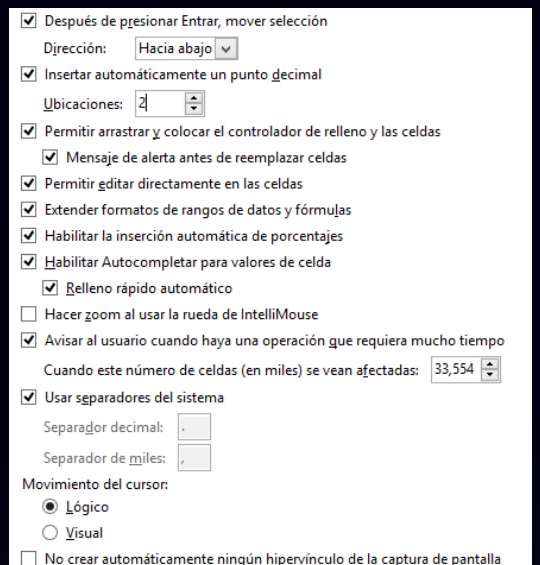 Después de presionar Entrar, mover selección
Dirección: Hacia abajo
Insertar automáticamente un punto decimal
Ubicaciones: 2
Permitir arrastrar y colocar el controlador de relleno y las celdas
Mensaje de alerta antes de reemplazar celdas
Permitir editar directamente en las celdas
Extender formatos de rangos de datos y fórmulas
Habilitar la inserción automática de porcentajes
Habilitar Autocompletar para valores de celda
Relleno rápido automático
Hacer zoom al usar la rueda de IntelliMouse
Avisar al usuario cuando haya una operación que requiera mucho tiempo
Cuando este número de celdas (en miles) se vean afectadas: 33,554
Usar separadores del sistema
Separador decimal: .
Separador de miles: ,
Movimiento del cursor:
Lógico
Visual
No crear automáticamente ningún hipervínculo de la captura de pantalla